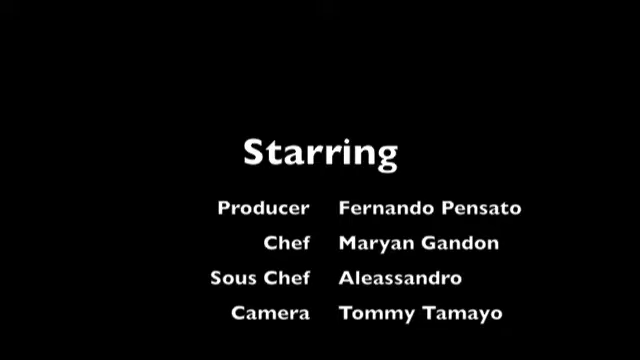 Starring
Producer Fernando Pensato
Chef Maryan Gandon
Sous Chef Aleassandro
Camera Tommy Tamayo